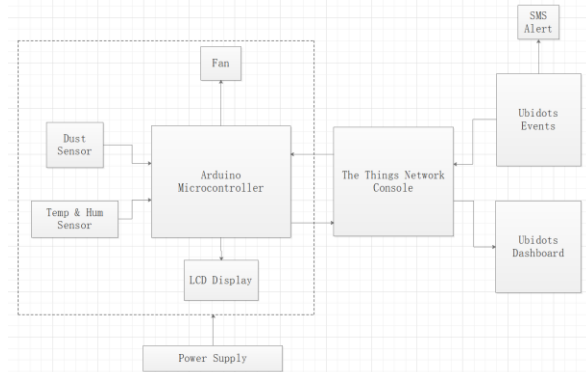 SMS
Alert
Fan
Ubidots
Events
Dust
Sensor
Arduino
Microcontroller
The Things Network
Console
Temp & Hum
Sensor
Ubidots
Dashboard
LCD Display
Power Supply